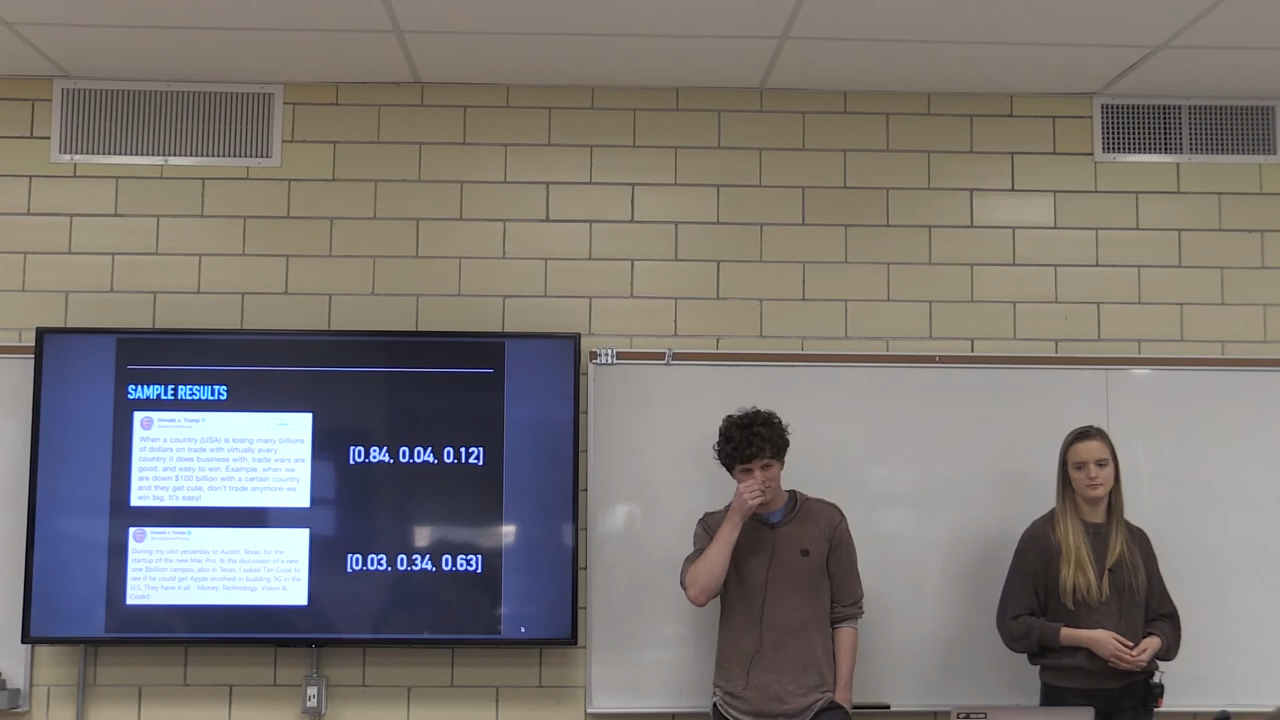 SAMPLE RESULTS
Donald J. Trump
When a country (USA) is losing many billions
of dollars on trade with virtually every
country it does business with, trade wars are
good, and easy to win. Example, when we
are down $100 billion with a certain country
and they get cute, don't trade anymore-we
win big. It's easy!
[0.84, 0.04, 0.12]
Donald J. Trump
During my visit yesterday to Austin, Texas, for the
startup of the new Mac Pro, & the discussion of a new
one $billion campus, also in Texas, I asked Tim Cook to
see if he could get Apple involved in building 5G in the
U.S. They have it all - Money, Technology, Vision &
Cook!
[0.03, 0.34, 0.63]